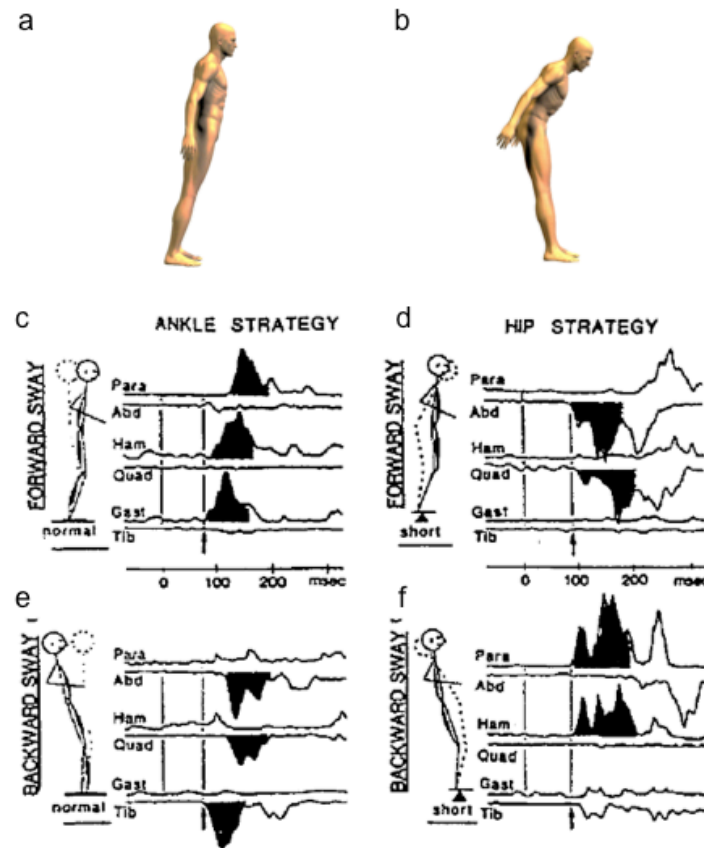 a
b
c
ANKLE STRATEGY
FORWARD SWAY
Para
Abd
Ham
Quad
Gast
Tib
normal
0 100 200 msec
d
HIP STRATEGY
FORWARD SWAY
Para
Abd
Ham
Quad
Gast
Tib
short
0 100 200 msec
e
BACKWARD SWAY
Para
Abd
Ham
Quad
Gast
Tib
normal
f
BACKWARD SWAY
Para
Abd
Ham
Quad
Gast
Tib
short